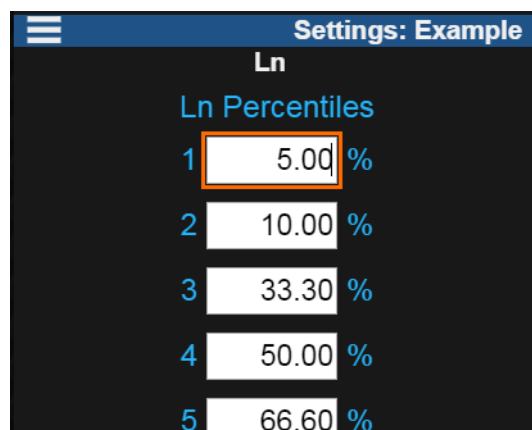 Settings: Example
Ln
Ln Percentiles
1 5.00 %
2 10.00 %
3 33.30 %
4 50.00 %
5 66.60 %